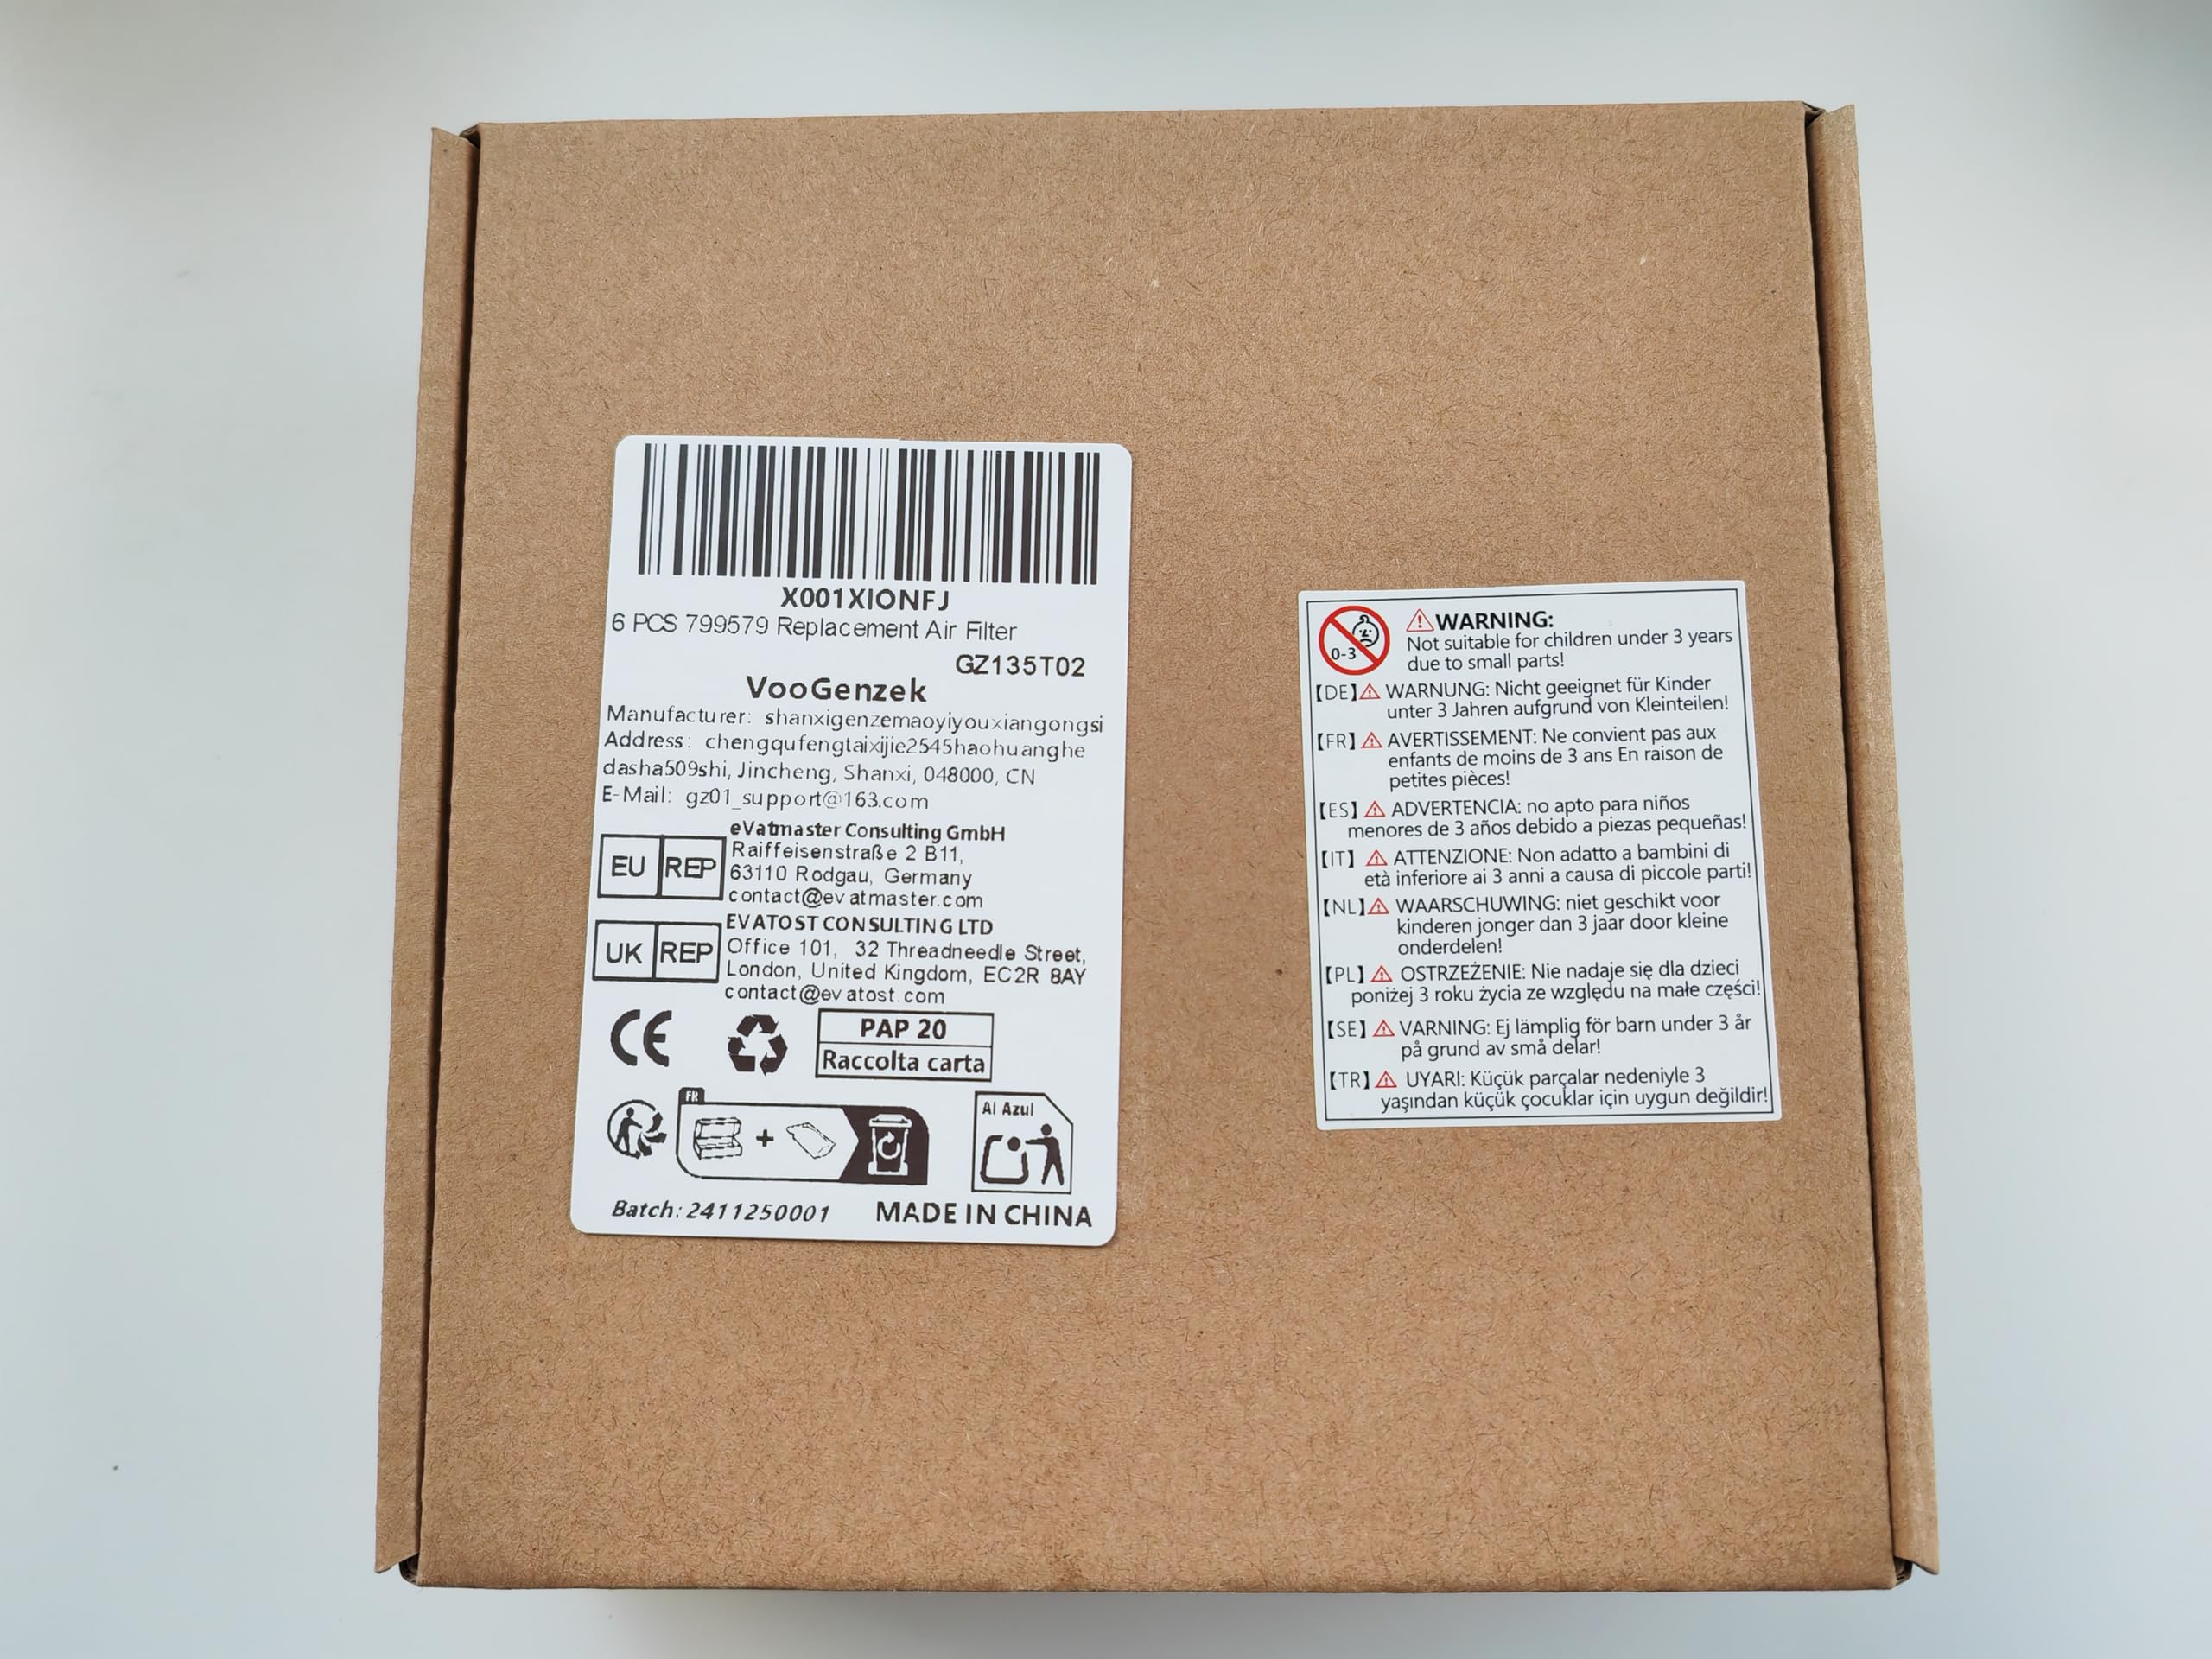 X001XIONFJ
6 PCS 799579 Replacement Air Filter
GZ135T02
VooGenzek
Manufacturer: shanxigenzemaoyiyouxiangongsi
Address: chengqufengtaixijie2545haohuanghe
dasha509shi, Jincheng, Shanxi, 048000, CN
E-Mail: gz01_support@163.com
EU REP
eVatmaster Consulting GmbH
Raiffeisenstraße 2 B11,
63110 Rodgau, Germany
contact@evatmaster.com
UK REP
EVATOST CONSULTING LTD
Office 101, 32 Threadneedle Street,
London, United Kingdom, EC2R 8AY
contact@evatost.com
CE
PAP 20
Raccolta carta
FR
+
Al Azul
Batch: 2411250001 MADE IN CHINA
0-3
WARNING:
Not suitable for children under 3 years
due to small parts!
【DE】 WARNUNG: Nicht geeignet für Kinder
unter 3 Jahren aufgrund von Kleinteilen!
【FR】 AVERTISSEMENT: Ne convient pas aux
enfants de moins de 3 ans En raison de
petites pièces!
【ES】 ADVERTENCIA: no apto para niños
menores de 3 años debido a piezas pequeñas!
【IT】 ATTENZIONE: Non adatto a bambini di
età inferiore ai 3 anni a causa di piccole parti!
【NL】 WAARSCHUWING: niet geschikt voor
kinderen jonger dan 3 jaar door kleine
onderdelen!
【PL】 OSTRZEŻENIE: Nie nadaje się dla dzieci
poniżej 3 roku życia ze względu na małe części!
【SE】 VARNING: Ej lämplig för barn under 3 år
på grund av små delar!
【TR】 UYARI: Küçük parçalar nedeniyle 3
yaşından küçük çocuklar için uygun değildir!